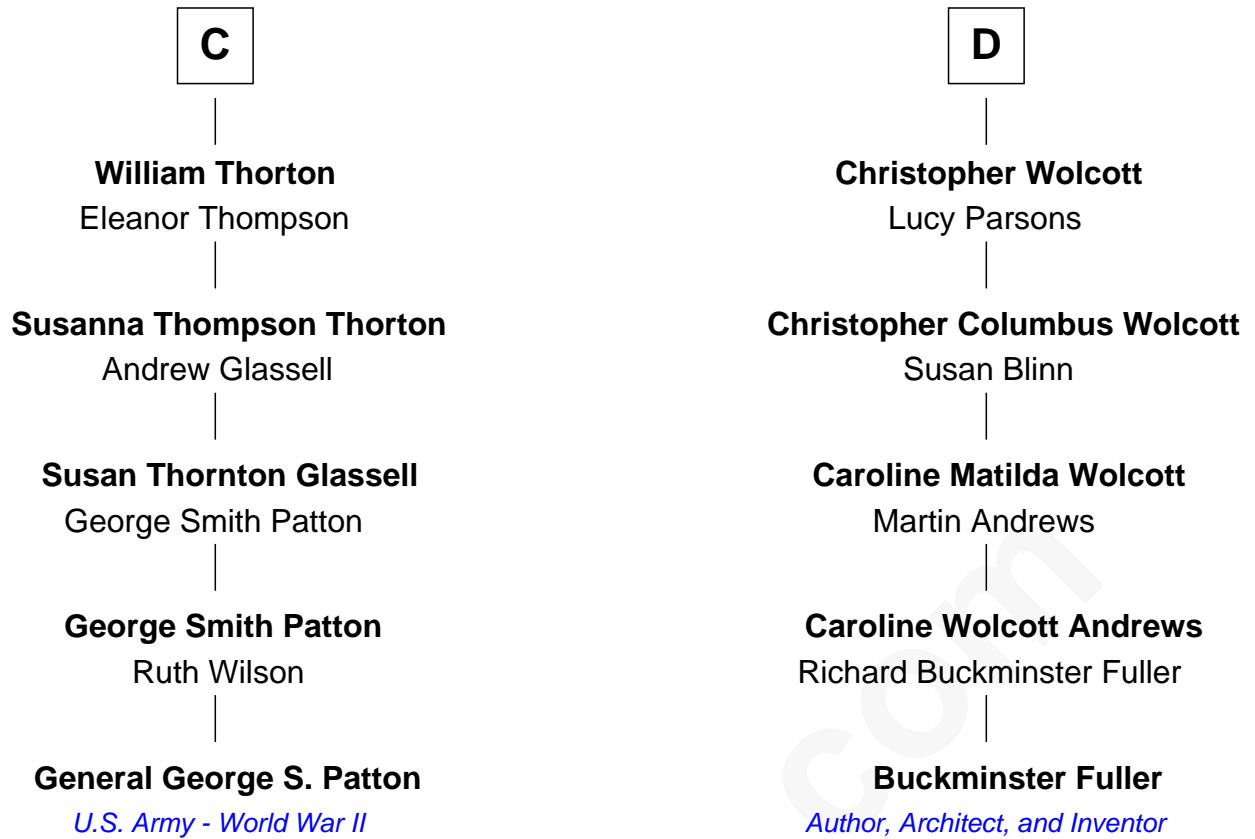 C
William Thorton
Eleanor Thompson
Susanna Thompson Thorton
Andrew Glassell
Susan Thornton Glassell
George Smith Patton
George Smith Patton
Ruth Wilson
General George S. Patton
U.S. Army - World War II
D
Christopher Wolcott
Lucy Parsons
Christopher Columbus Wolcott
Susan Blinn
Caroline Matilda Wolcott
Martin Andrews
Caroline Wolcott Andrews
Richard Buckminster Fuller
Buckminster Fuller
Author, Architect, and Inventor
com